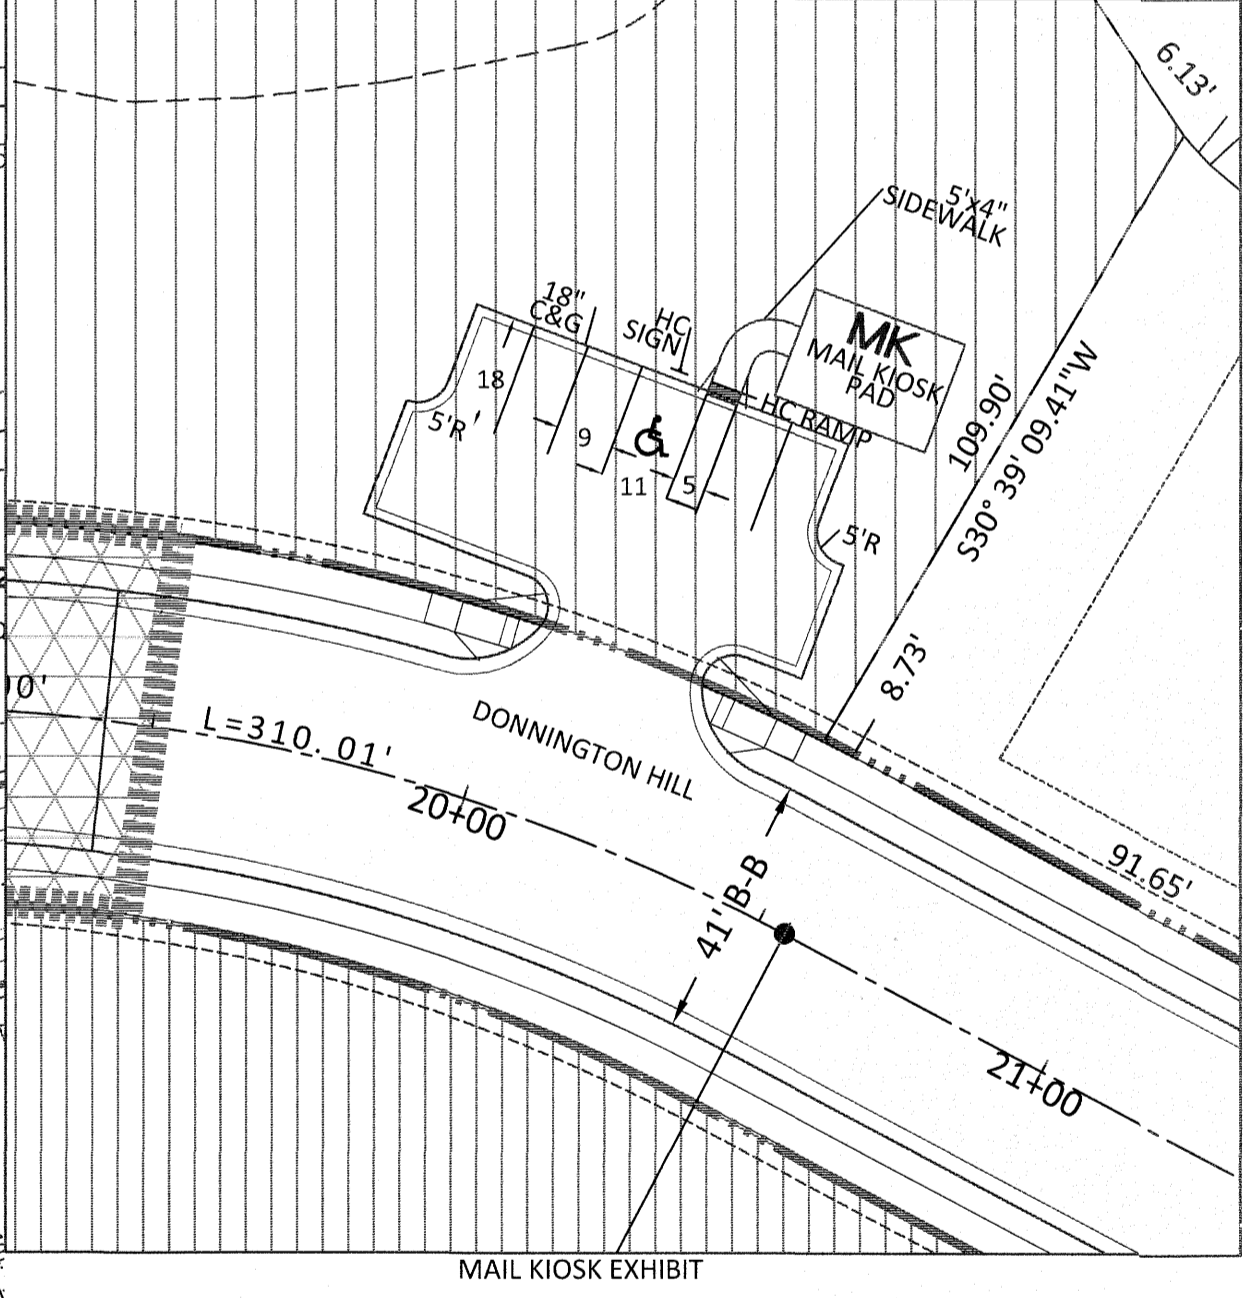 6.13'
5'x4"
SIDEWALK
18"
C&G
HC
SIGN
MK
MAIL KIOSK
PAD
18
5'R
9
HC RAMP
11
5
5'R
109.90'
S30° 39' 09.41"W
8.73'
00'
L=310.01'
DONNINGTON HILL
20+00
41' B-B
91.65'
21+00
MAIL KIOSK EXHIBIT